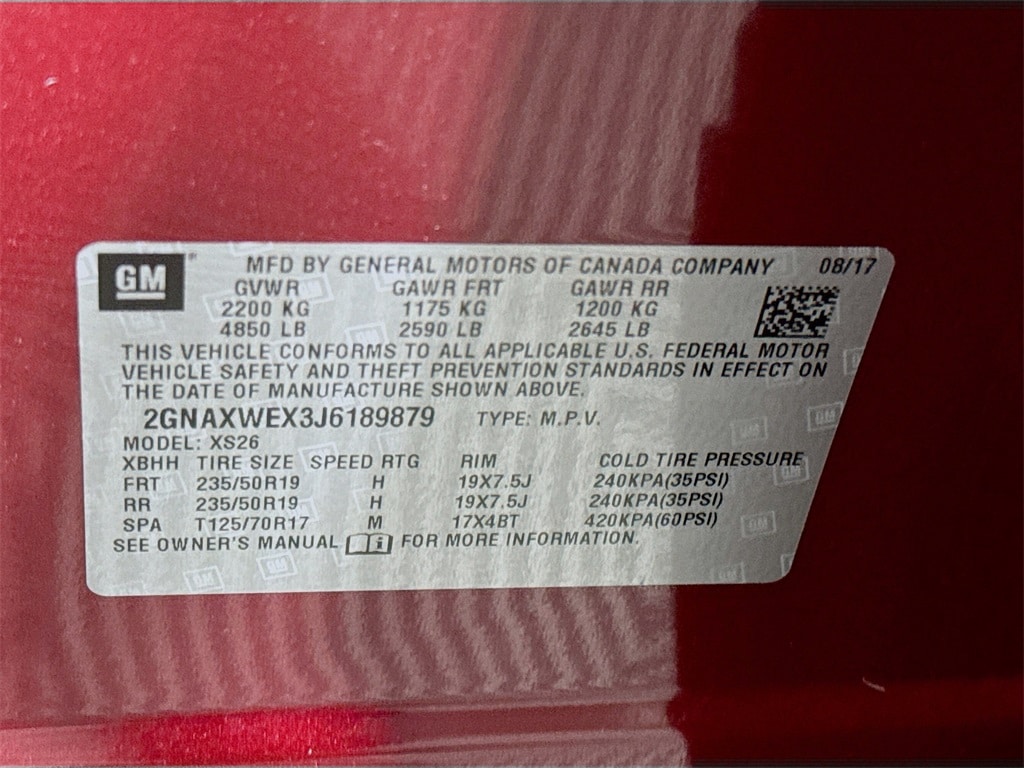 GM® MFD BY GENERAL MOTORS OF CANADA COMPANY 08/17
GVWR GAWR FRT GAWR RR
2200 KG 1175 KG 1200 KG
4850 LB 2590 LB 2645 LB
THIS VEHICLE CONFORMS TO ALL APPLICABLE U.S. FEDERAL MOTOR
VEHICLE SAFETY AND THEFT PREVENTION STANDARDS IN EFFECT ON
THE DATE OF MANUFACTURE SHOWN ABOVE.
2GNAXWEX3J6189879 TYPE: M.P.V.
MODEL: XS26
XBHH TIRE SIZE SPEED RTG RIM COLD TIRE PRESSURE
FRT 235/50R19 H 19X7.5J 240KPA(35PSI)
RR 235/50R19 H 19X7.5J 240KPA(35PSI)
SPA T125/70R17 M 17X4BT 420KPA(60PSI)
SEE OWNER'S MANUAL i FOR MORE INFORMATION.